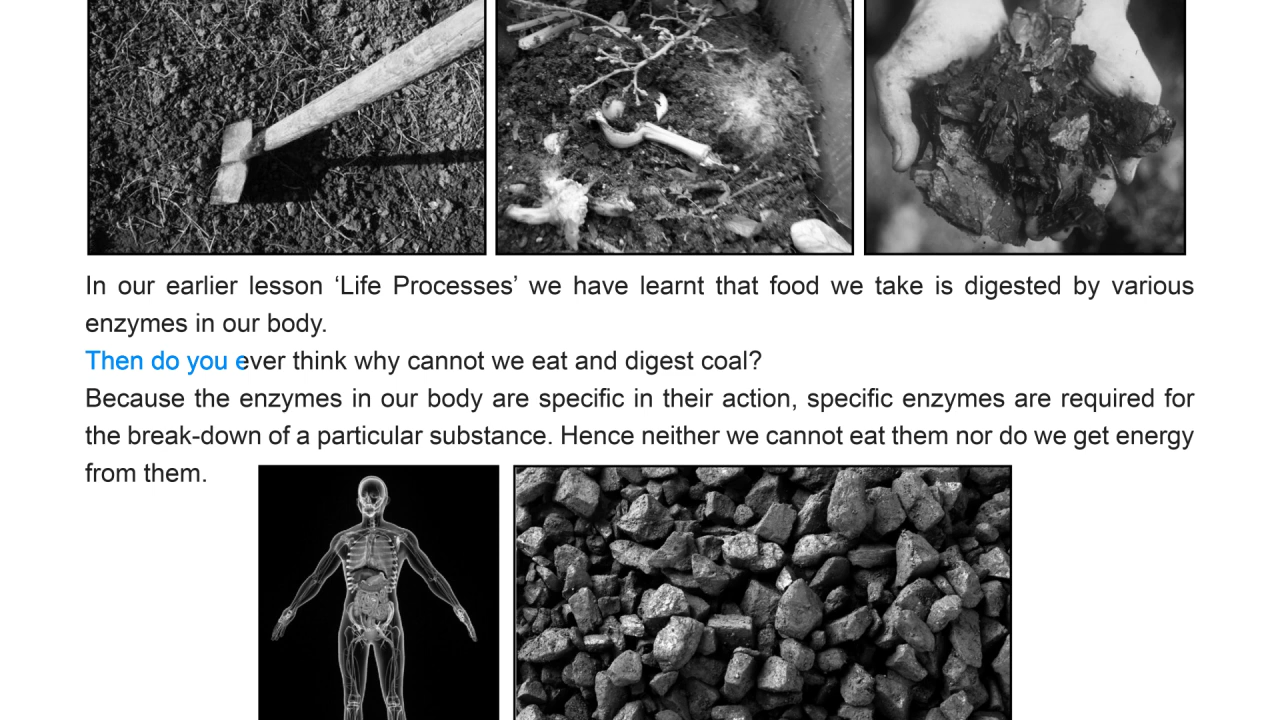 In our earlier lesson ‘Life Processes’ we have learnt that food we take is digested by various
enzymes in our body.
Then do you ever think why cannot we eat and digest coal?
Because the enzymes in our body are specific in their action, specific enzymes are required for
the break-down of a particular substance. Hence neither we cannot eat them nor do we get energy
from them.